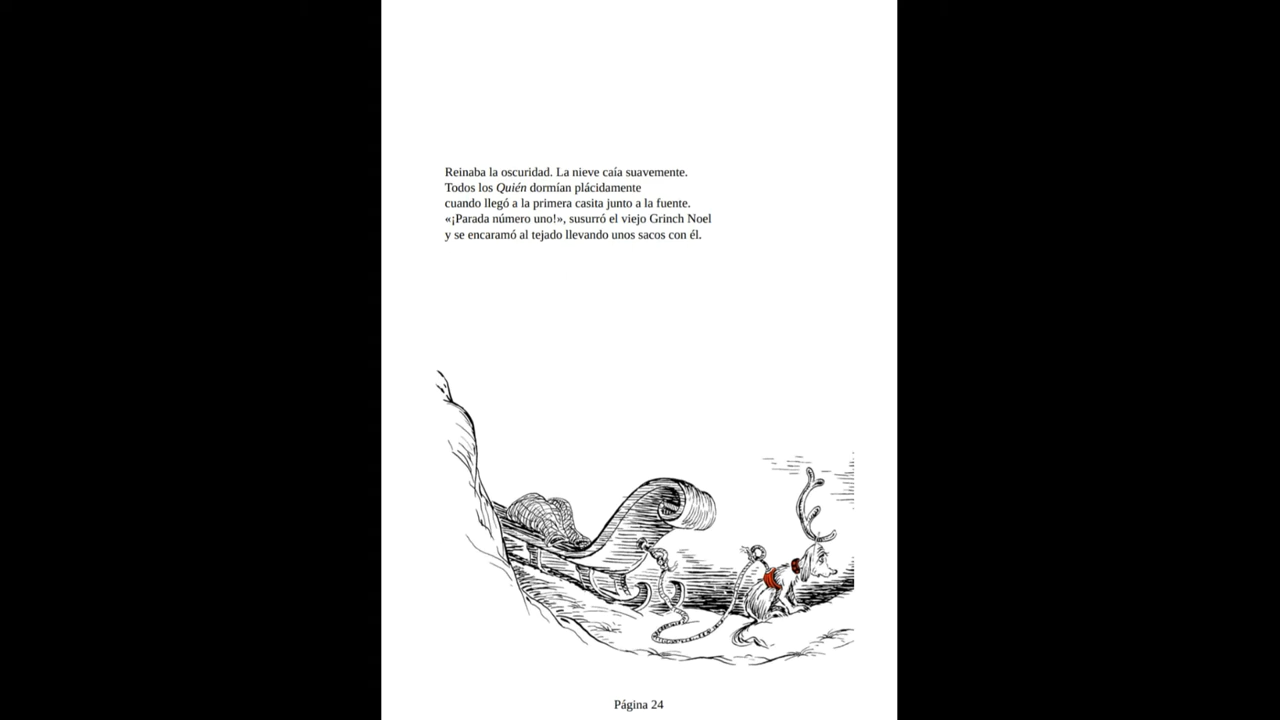 Reinaba la oscuridad. La nieve caía suavemente.
Todos los Quién dormían plácidamente
cuando llegó a la primera casita junto a la fuente.
«¡Parada número uno!», susurró el viejo Grinch Noel
y se encaramó al tejado llevando unos sacos con él.
Página 24